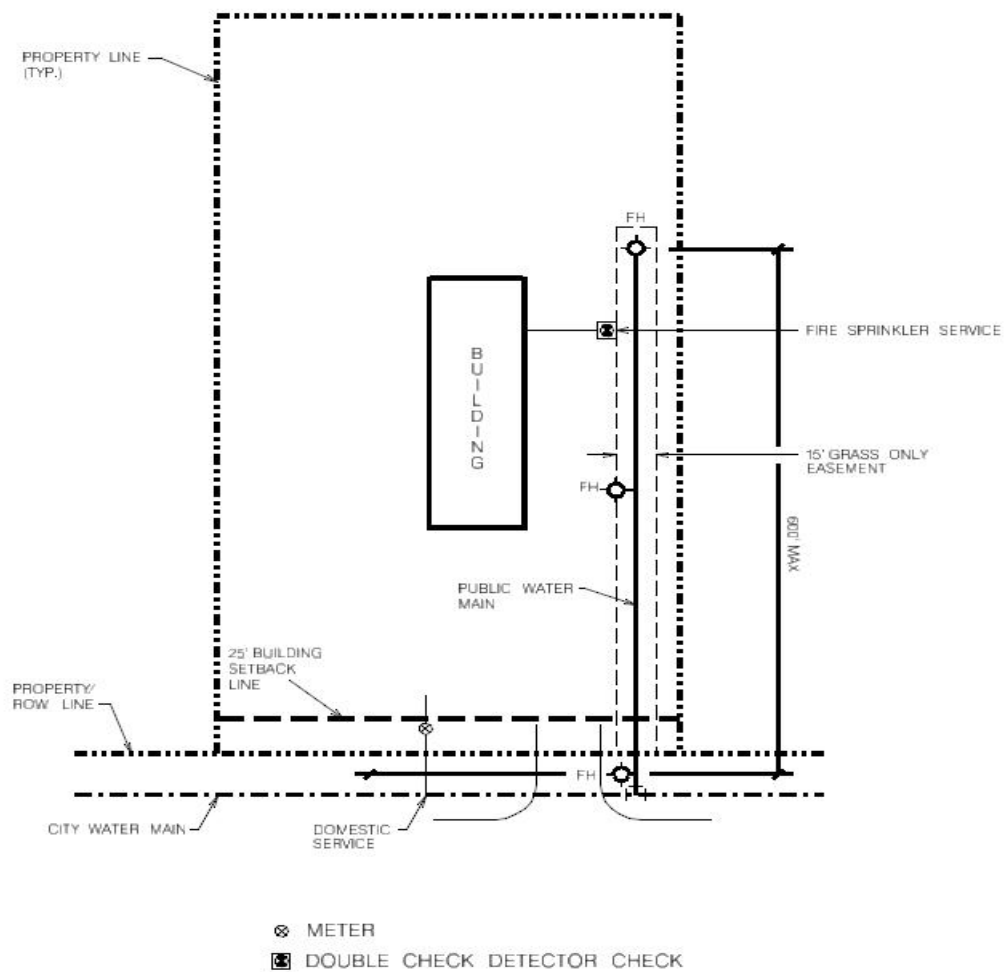 PROPERTY LINE
(TYP.)
FH
FIRE SPRINKLER SERVICE
BUILDING
15' GRASS ONLY
EASEMENT
FH
600' MAX
PUBLIC WATER
MAIN
25' BUILDING
SETBACK
LINE
PROPERTY/
ROW LINE
FH
CITY WATER MAIN
DOMESTIC
SERVICE
METER
DOUBLE CHECK DETECTOR CHECK